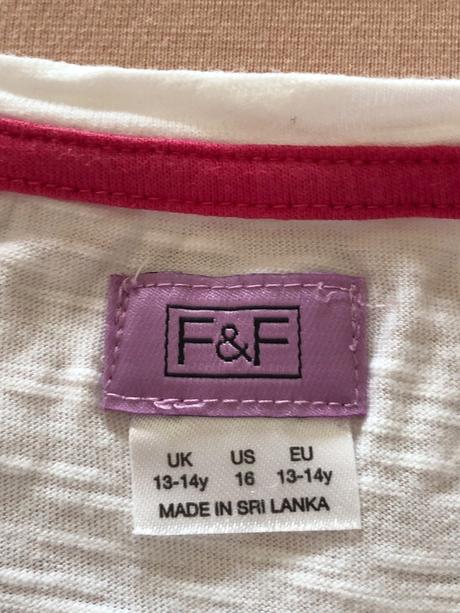 F&F
UK US EU
13-14y 16 13-14y
MADE IN SRI LANKA